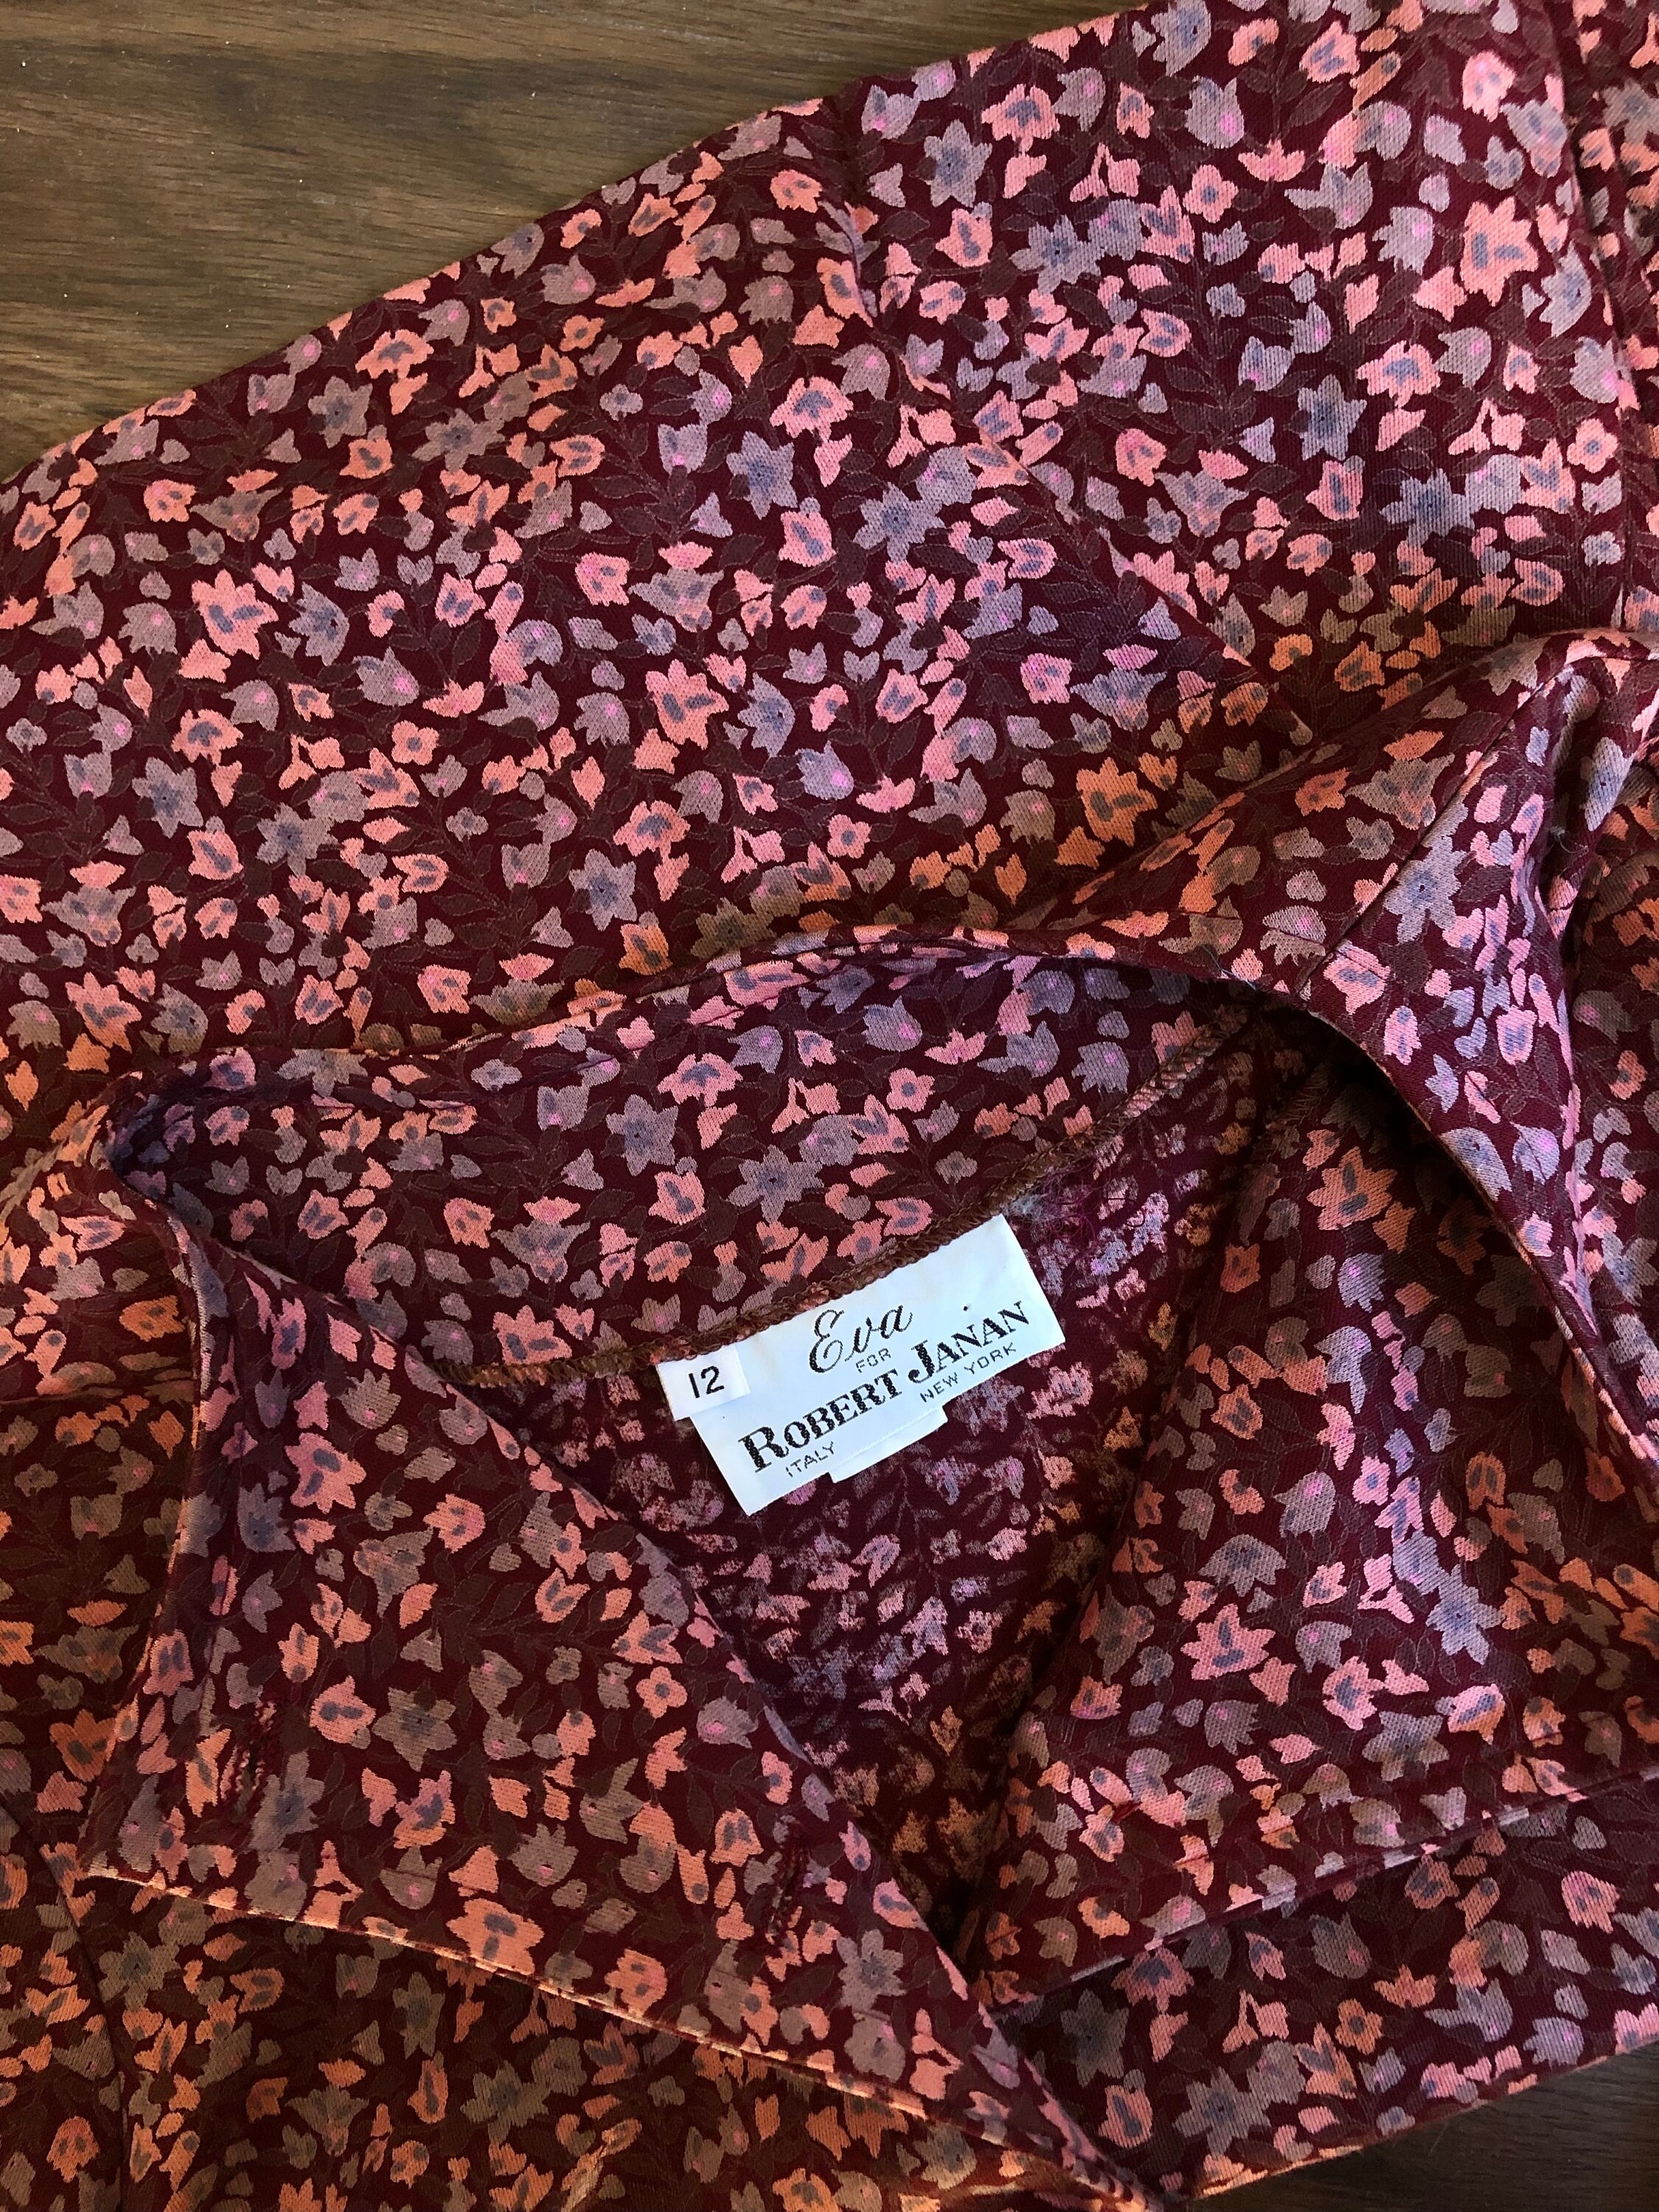 Eva
FOR
ROBERT JANAN
ITALY NEW YORK
12